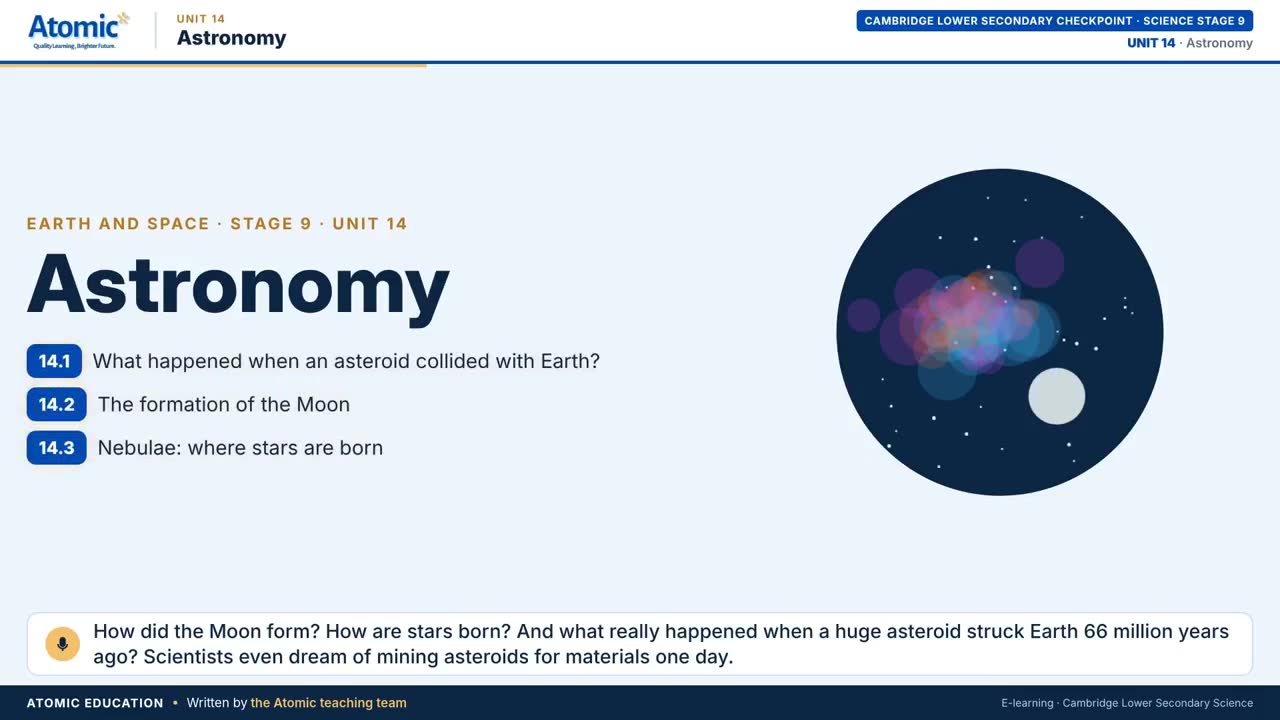 Atomic
Quality Learning, Brighter Future.
UNIT 14
Astronomy
CAMBRIDGE LOWER SECONDARY CHECKPOINT · SCIENCE STAGE 9
UNIT 14 · Astronomy
EARTH AND SPACE · STAGE 9 · UNIT 14
Astronomy
14.1 What happened when an asteroid collided with Earth?
14.2 The formation of the Moon
14.3 Nebulae: where stars are born
How did the Moon form? How are stars born? And what really happened when a huge asteroid struck Earth 66 million years
ago? Scientists even dream of mining asteroids for materials one day.
ATOMIC EDUCATION • Written by the Atomic teaching team
E-learning · Cambridge Lower Secondary Science